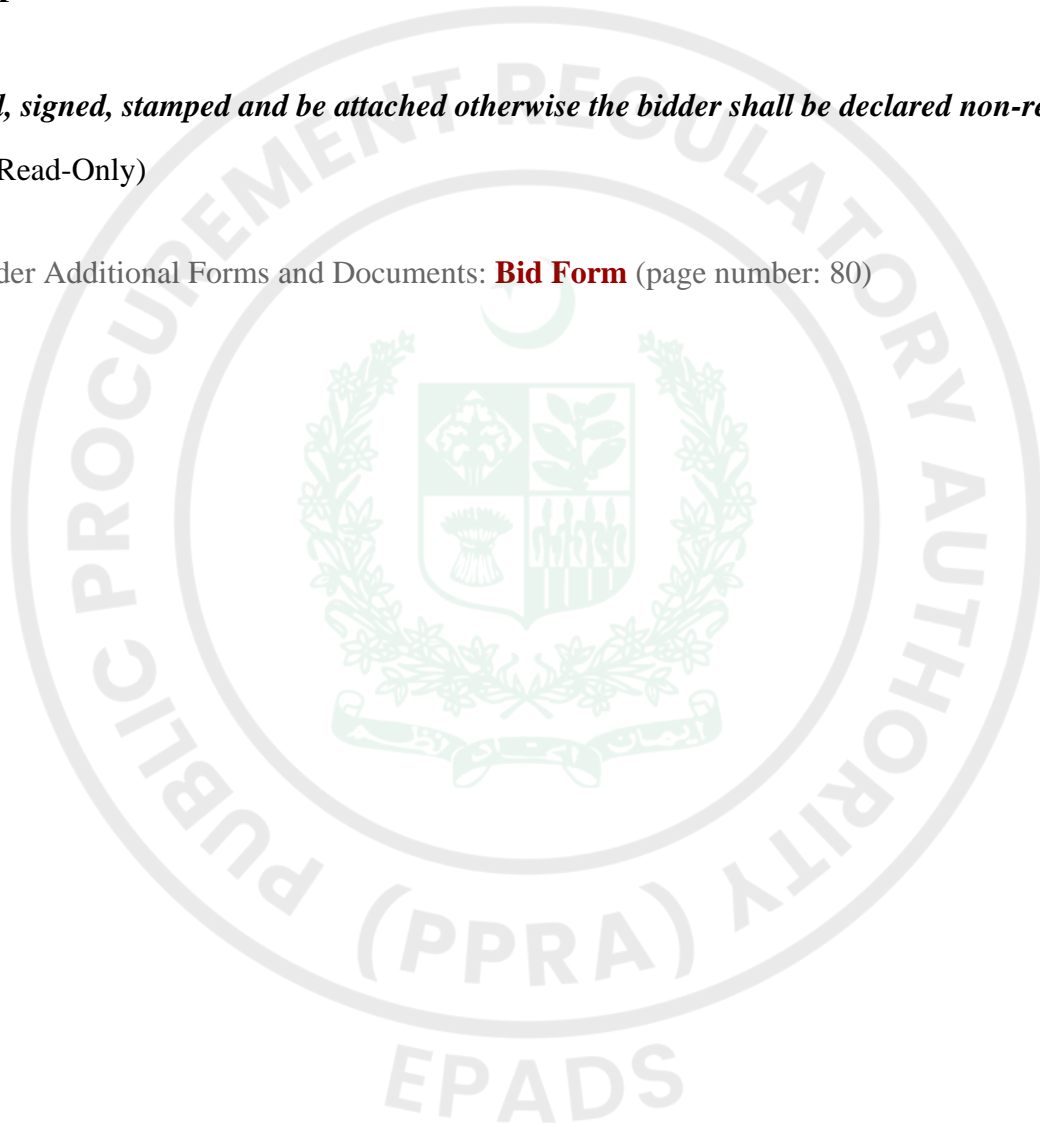 d, signed, stamped and be attached otherwise the bidder shall be declared non-re
Read-Only)
der Additional Forms and Documents: Bid Form (page number: 80)
PUBLIC PROCUREMENT REGULATORY AUTHORITY
(PPRA)
EPADS